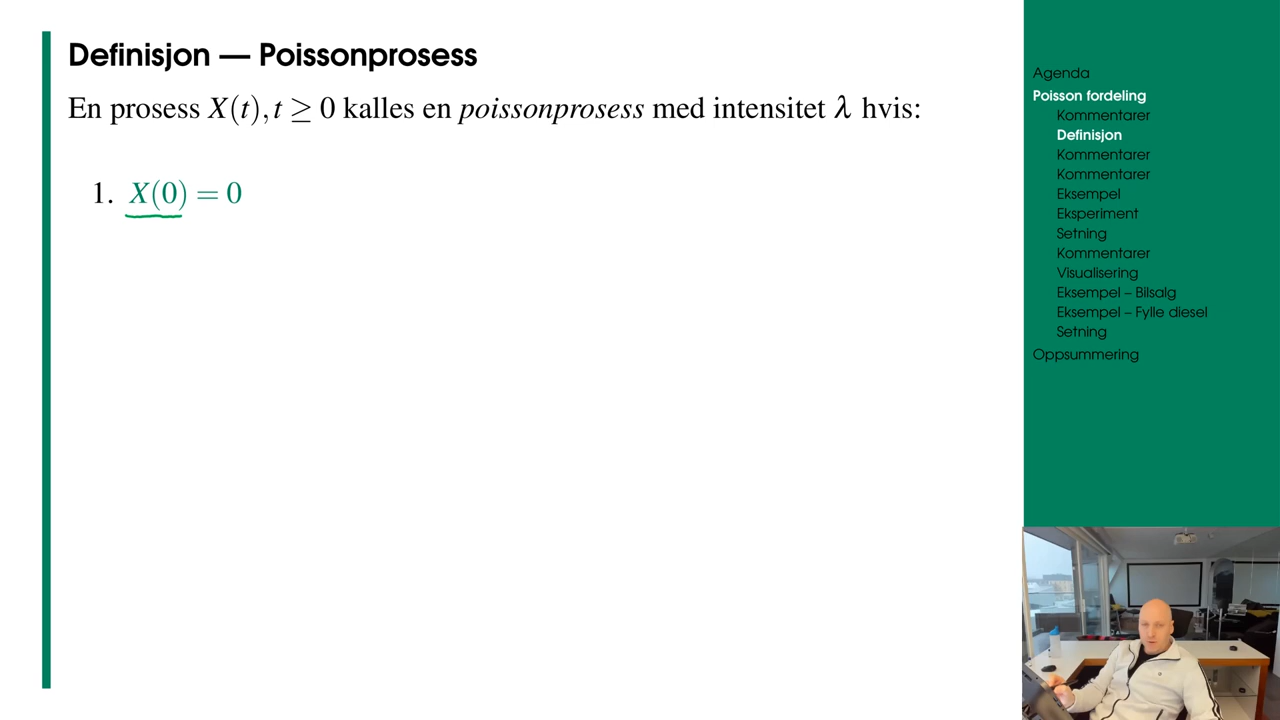 Definisjon — Poissonprosess
En prosess X(t), t ≥ 0 kalles en poissonprosess med intensitet λ hvis:
1. X(0) = 0
Agenda
Poisson fordeling
Kommentarer
Definisjon
Kommentarer
Kommentarer
Eksempel
Eksperiment
Setning
Kommentarer
Visualisering
Eksempel – Bilsalg
Eksempel – Fylle diesel
Setning
Oppsummering